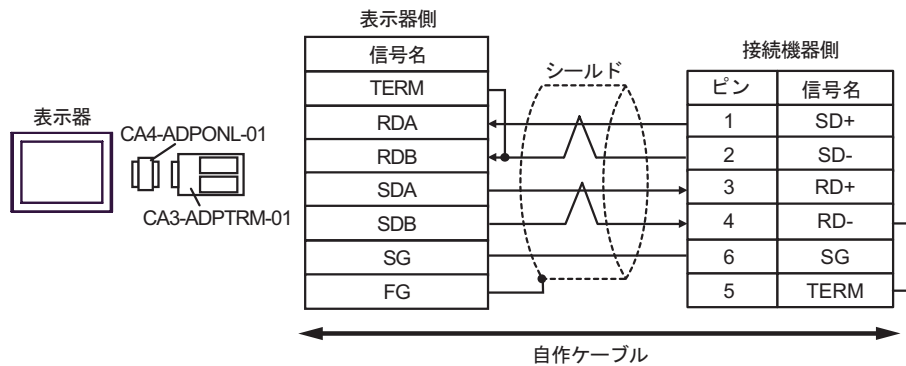 表示器
CA4-ADPONL-01
CA3-ADPTRM-01
表示器側
信号名
TERM
RDA
RDB
SDA
SDB
SG
FG
シールド
接続機器側
ピン 信号名
1 SD+
2 SD-
3 RD+
4 RD-
6 SG
5 TERM
自作ケーブル